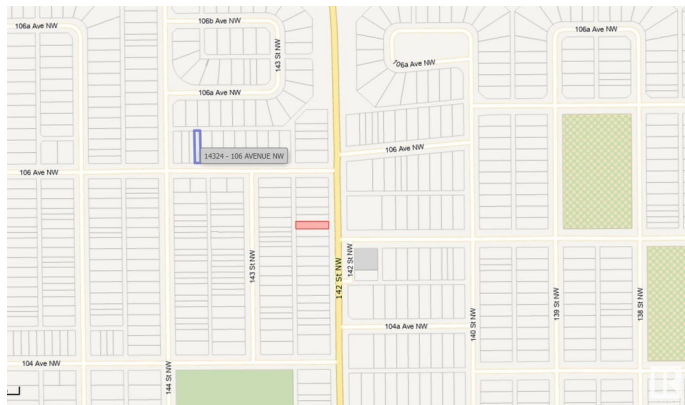 106a Ave NW
106b Ave NW
106a Ave NW
143 St NW
106a Ave NW
106a Ave NW
14324 - 106 AVENUE NW
106 Ave NW
106 Ave NW
142 St NW
142 St NW
143 St NW
140 St NW
139 St NW
138 St NW
104a Ave NW
104 Ave NW
144 St NW